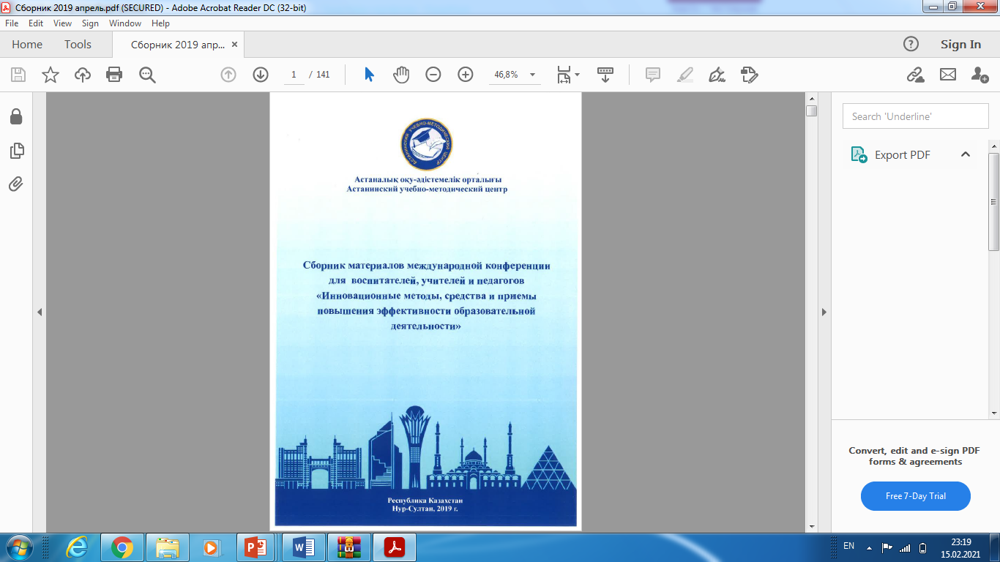 Сборник 2019 апрель.pdf (SECURED) - Adobe Acrobat Reader DC (32-bit)
File Edit View Sign Window Help
Home Tools Сборник 2019 апр... ×
Sign In
1 / 141 46,8%
Search 'Underline'
Export PDF
АСТАНИНСКИЙ УЧЕБНО-МЕТОДИЧЕСКИЙ ЦЕНТР
Астаналық оқу-әдістемелік орталығы
Астанинский учебно-методический центр
Сборник материалов международной конференции
для воспитателей, учителей и педагогов
«Инновационные методы, средства и приемы
повышения эффективности образовательной
деятельности»
Республика Казахстан
Нур-Султан, 2019 г.
Convert, edit and e-sign PDF
forms & agreements
Free 7-Day Trial
EN
23:19
15.02.2021